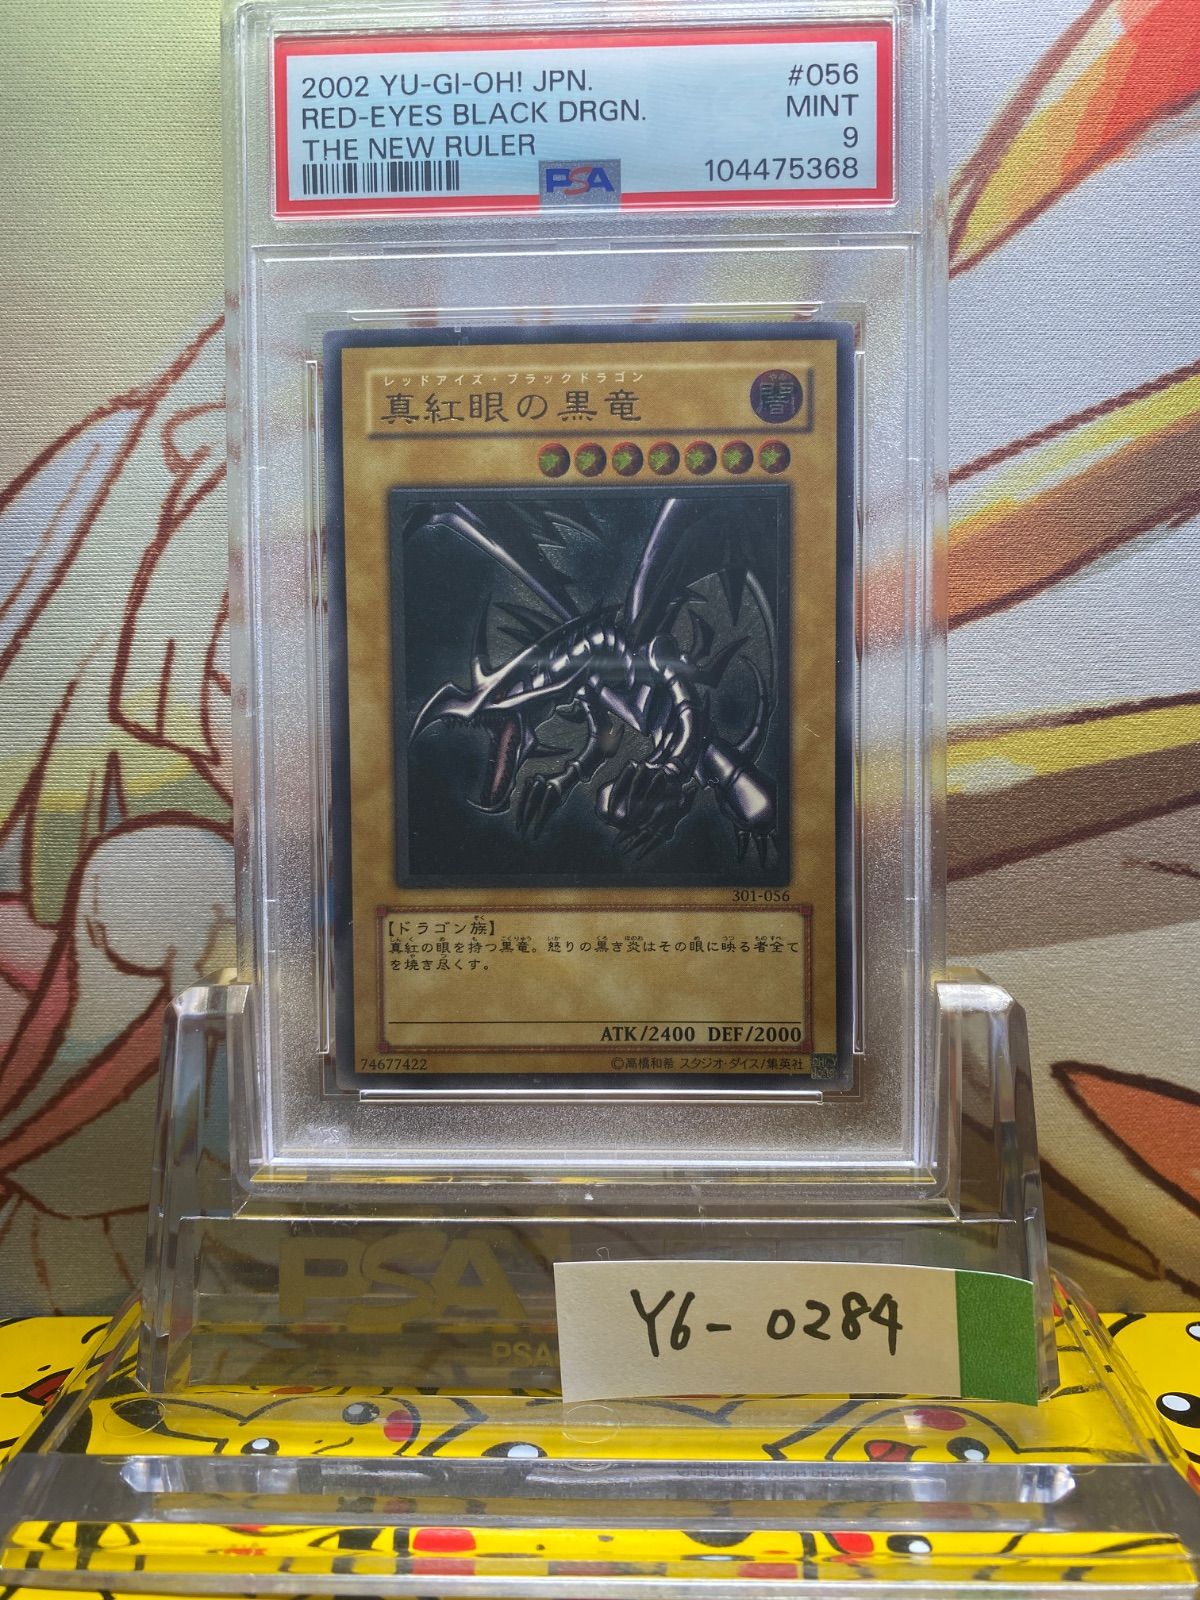 2002 YU-GI-OH! JPN. #056
RED-EYES BLACK DRGN. MINT
THE NEW RULER 9
PSA 104475368
レッドアイズ・ブラックドラゴン
真紅眼の黒竜
闇
301-056
【ドラゴン族】
真紅の眼を持つ黒竜。怒りの黒き炎はその眼に映る者全て
を焼き尽くす。
ATK/2400 DEF/2000
74677422 ©高橋和希 スタジオ・ダイス/集英社
PSA
PSA
Y6-0284